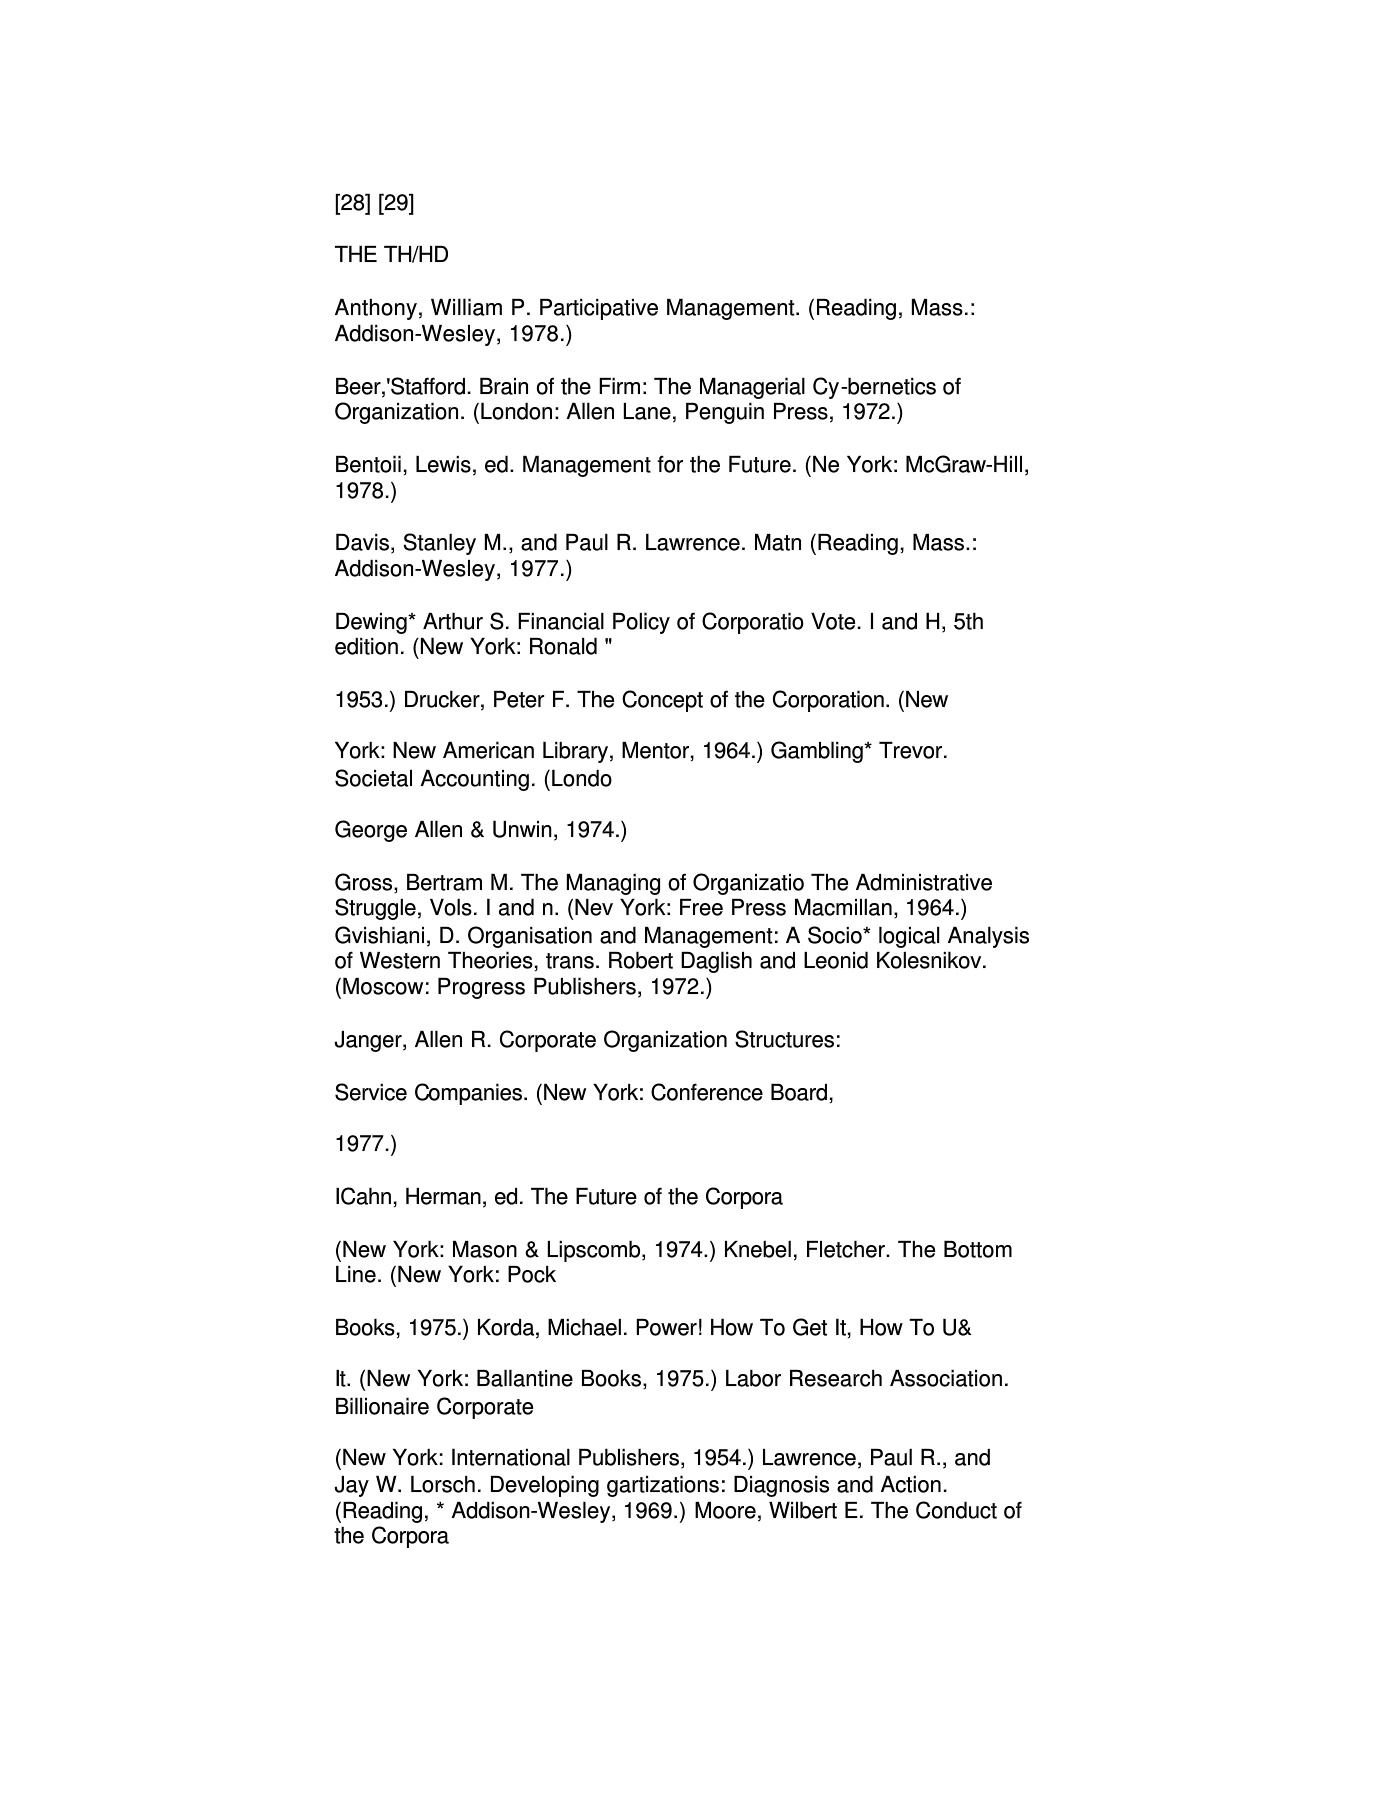 [28] [29]
THE TH/HD
Anthony, William P. Participative Management. (Reading, Mass.:
Addison-Wesley, 1978.)
Beer,'Stafford. Brain of the Firm: The Managerial Cy-bernetics of
Organization. (London: Allen Lane, Penguin Press, 1972.)
Bentoii, Lewis, ed. Management for the Future. (Ne York: McGraw-Hill,
1978.)
Davis, Stanley M., and Paul R. Lawrence. Matn (Reading, Mass.:
Addison-Wesley, 1977.)
Dewing* Arthur S. Financial Policy of Corporatio Vote. I and H, 5th
edition. (New York: Ronald "
1953.) Drucker, Peter F. The Concept of the Corporation. (New
York: New American Library, Mentor, 1964.) Gambling* Trevor.
Societal Accounting. (Londo
George Allen & Unwin, 1974.)
Gross, Bertram M. The Managing of Organizatio The Administrative
Struggle, Vols. I and n. (Nev York: Free Press Macmillan, 1964.)
Gvishiani, D. Organisation and Management: A Socio* logical Analysis
of Western Theories, trans. Robert Daglish and Leonid Kolesnikov.
(Moscow: Progress Publishers, 1972.)
Janger, Allen R. Corporate Organization Structures:
Service Companies. (New York: Conference Board,
1977.)
ICahn, Herman, ed. The Future of the Corpora
(New York: Mason & Lipscomb, 1974.) Knebel, Fletcher. The Bottom
Line. (New York: Pock
Books, 1975.) Korda, Michael. Power! How To Get It, How To U&
It. (New York: Ballantine Books, 1975.) Labor Research Association.
Billionaire Corporate
(New York: International Publishers, 1954.) Lawrence, Paul R., and
Jay W. Lorsch. Developing gartizations: Diagnosis and Action.
(Reading, * Addison-Wesley, 1969.) Moore, Wilbert E. The Conduct of
the Corpora